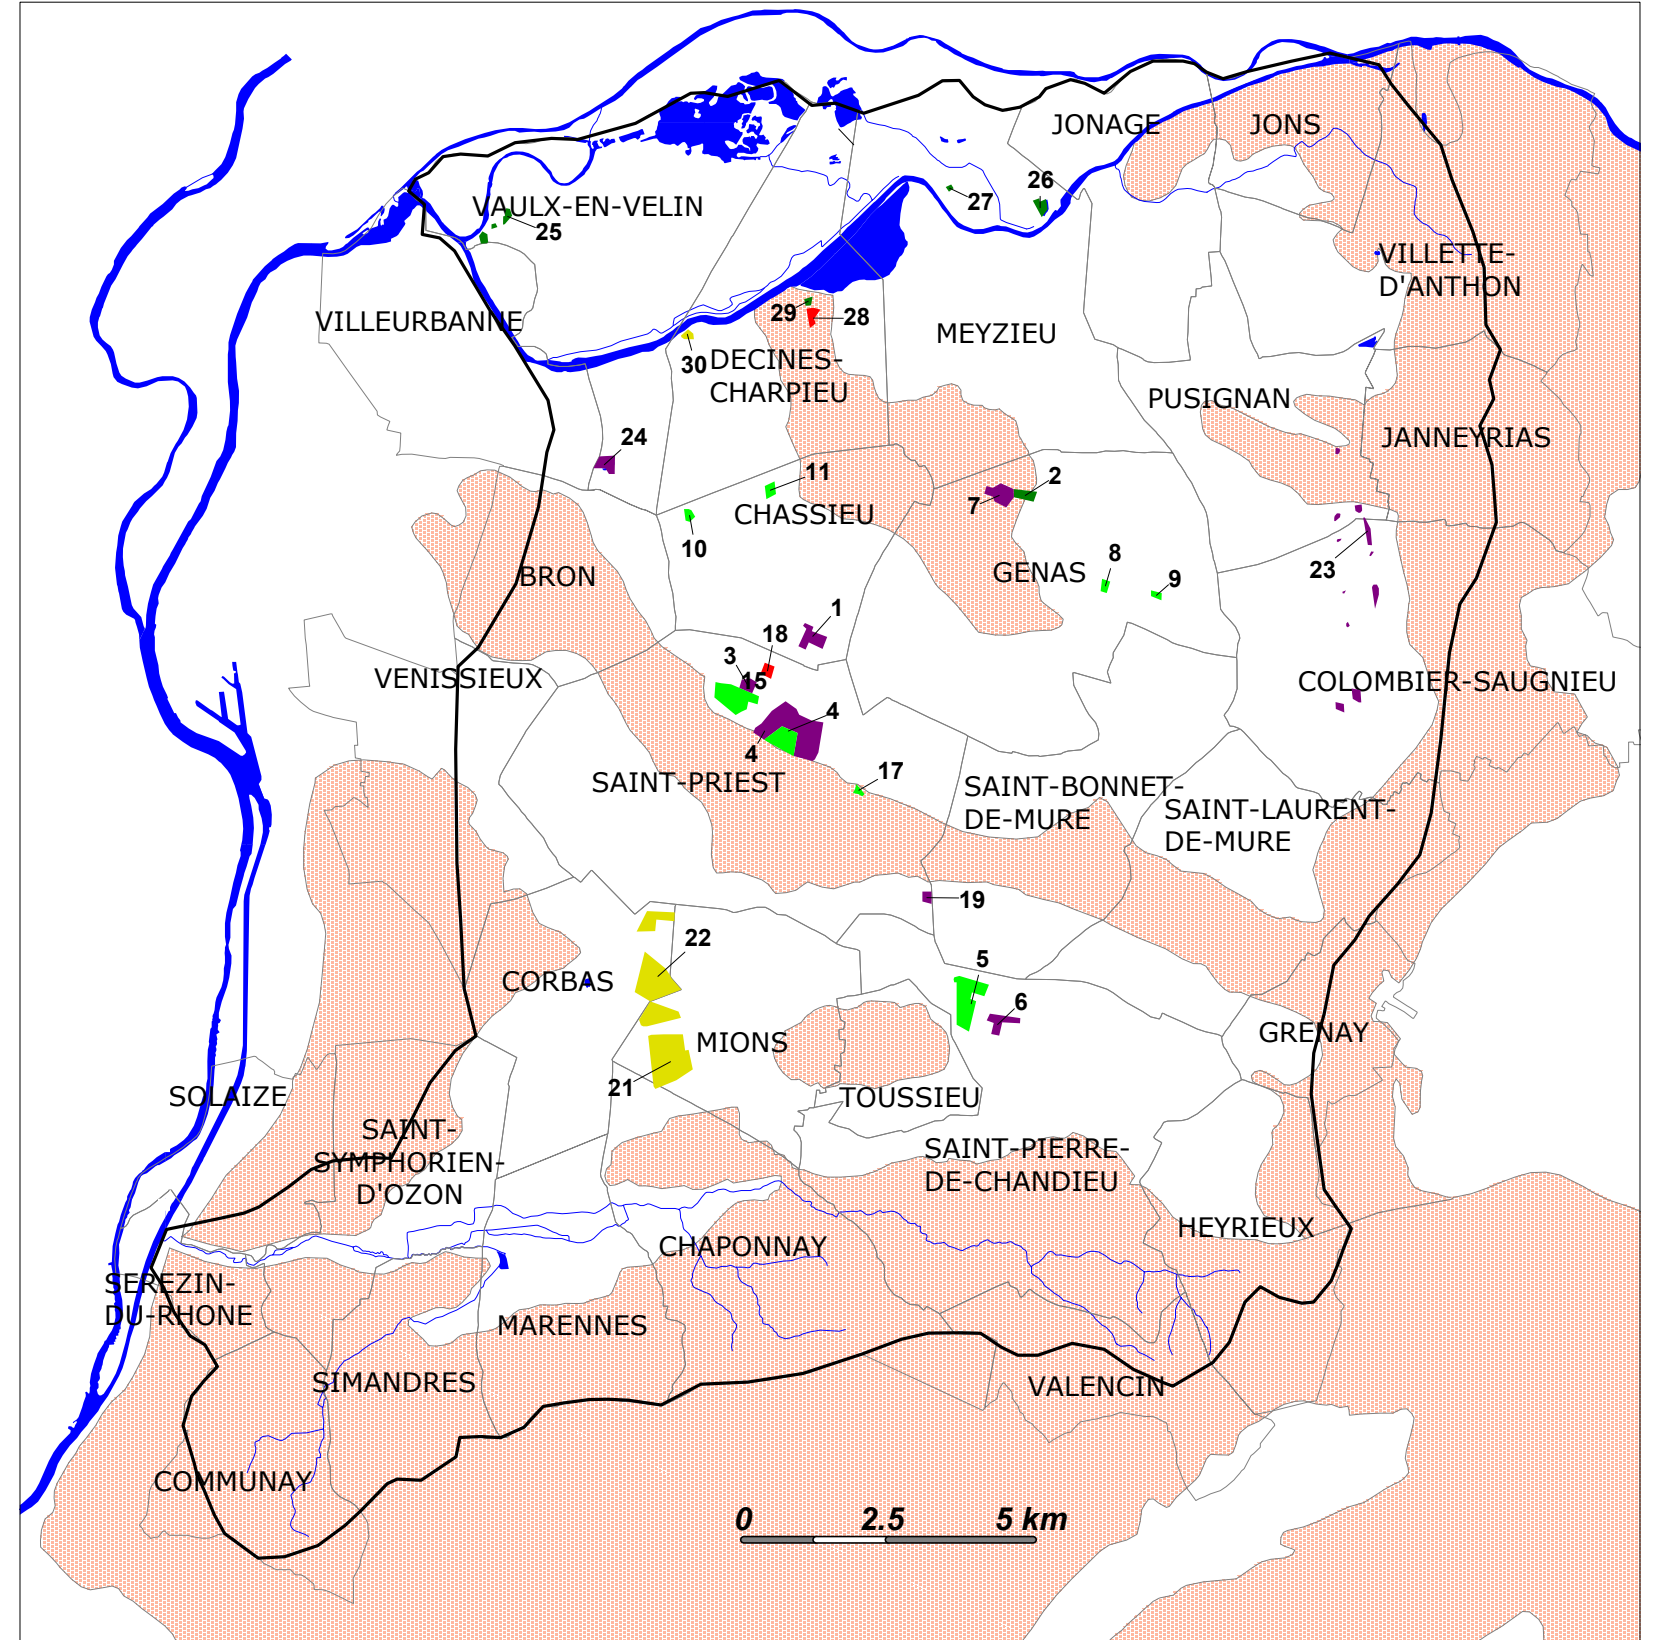 JONAGE
JONS
26
27
VAULX-EN-VELIN
25
VILLETTE-
D'ANTHON
29
28
VILLEURBANNE
MEYZIEU
30
DECINES-
CHARPIEU
PUSIGNAN
24
JANNEYRIAS
11
2
7
CHASSIEU
10
8
23
BRON
GENAS
9
1
18
3
15
VENISSIEUX
COLOMBIER-SAUGNIEU
4
4
17
SAINT-PRIEST
SAINT-BONNET-
DE-MURE
SAINT-LAURENT-
DE-MURE
19
22
5
CORBAS
6
GRENAY
MIONS
21
SOLAIZE
TOUSSIEU
SAINT-
SYMPHORIEN-
D'OZON
SAINT-PIERRE-
DE-CHANDIEU
HEYRIEUX
CHAPONNAY
SEREZIN-
DU-RHONE
MARENNES
SIMANDRES
VALENCIN
COMMUNAY
0 2.5 5 km